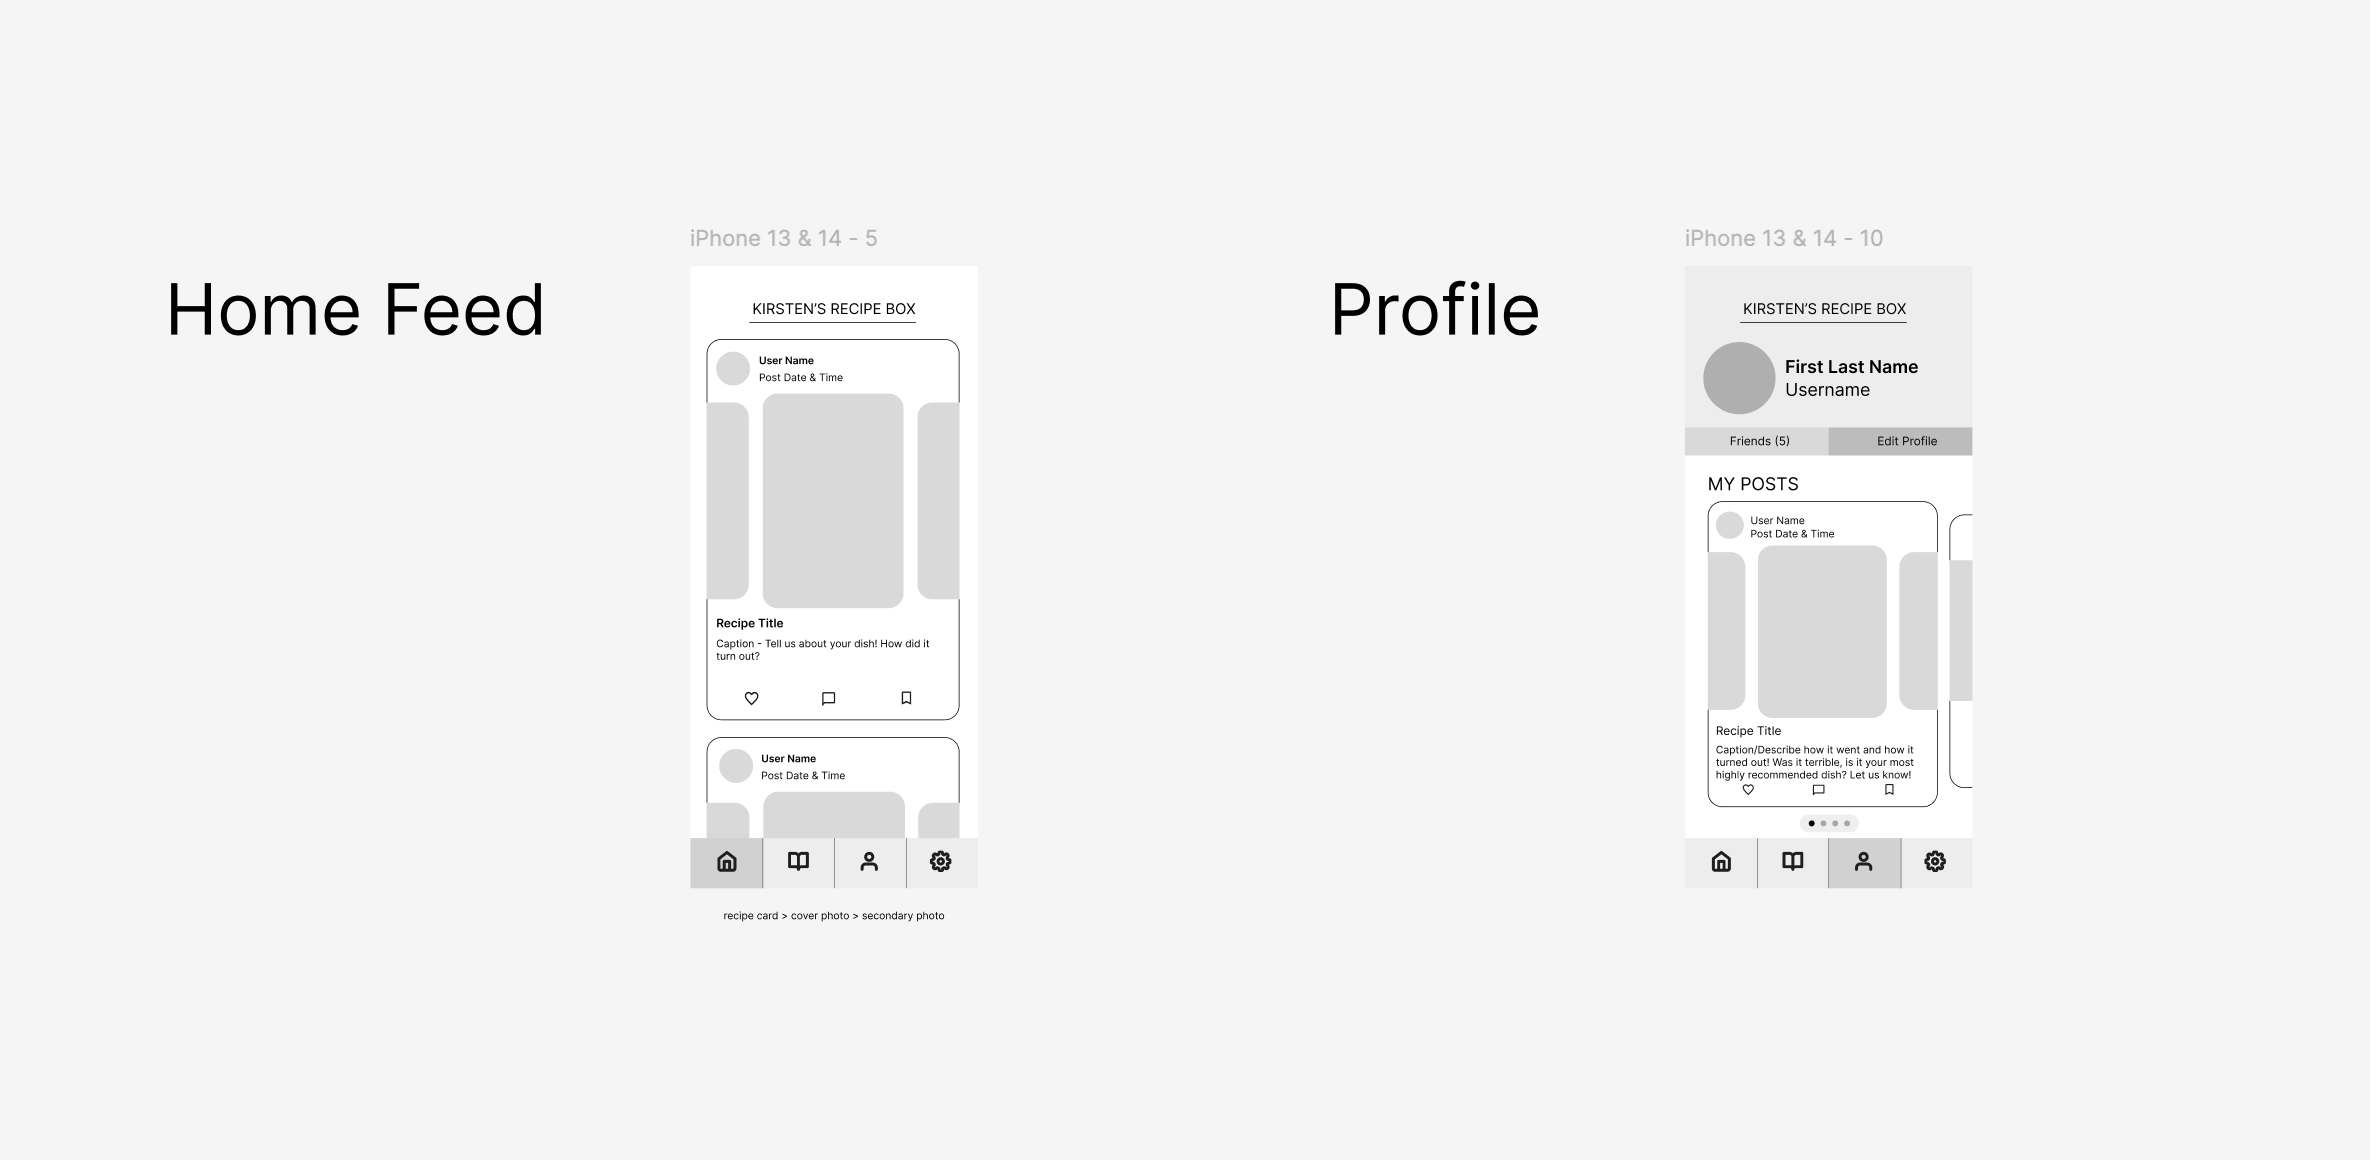 Home Feed
iPhone 13 & 14 - 5
KIRSTEN'S RECIPE BOX
User Name
Post Date & Time
Recipe Title
Caption - Tell us about your dish! How did it
turn out?
User Name
Post Date & Time
recipe card > cover photo > secondary photo
Profile
iPhone 13 & 14 - 10
KIRSTEN'S RECIPE BOX
First Last Name
Username
Friends (5)
Edit Profile
MY POSTS
User Name
Post Date & Time
Recipe Title
Caption/Describe how it went and how it
turned out! Was it terrible, is it your most
highly recommended dish? Let us know!